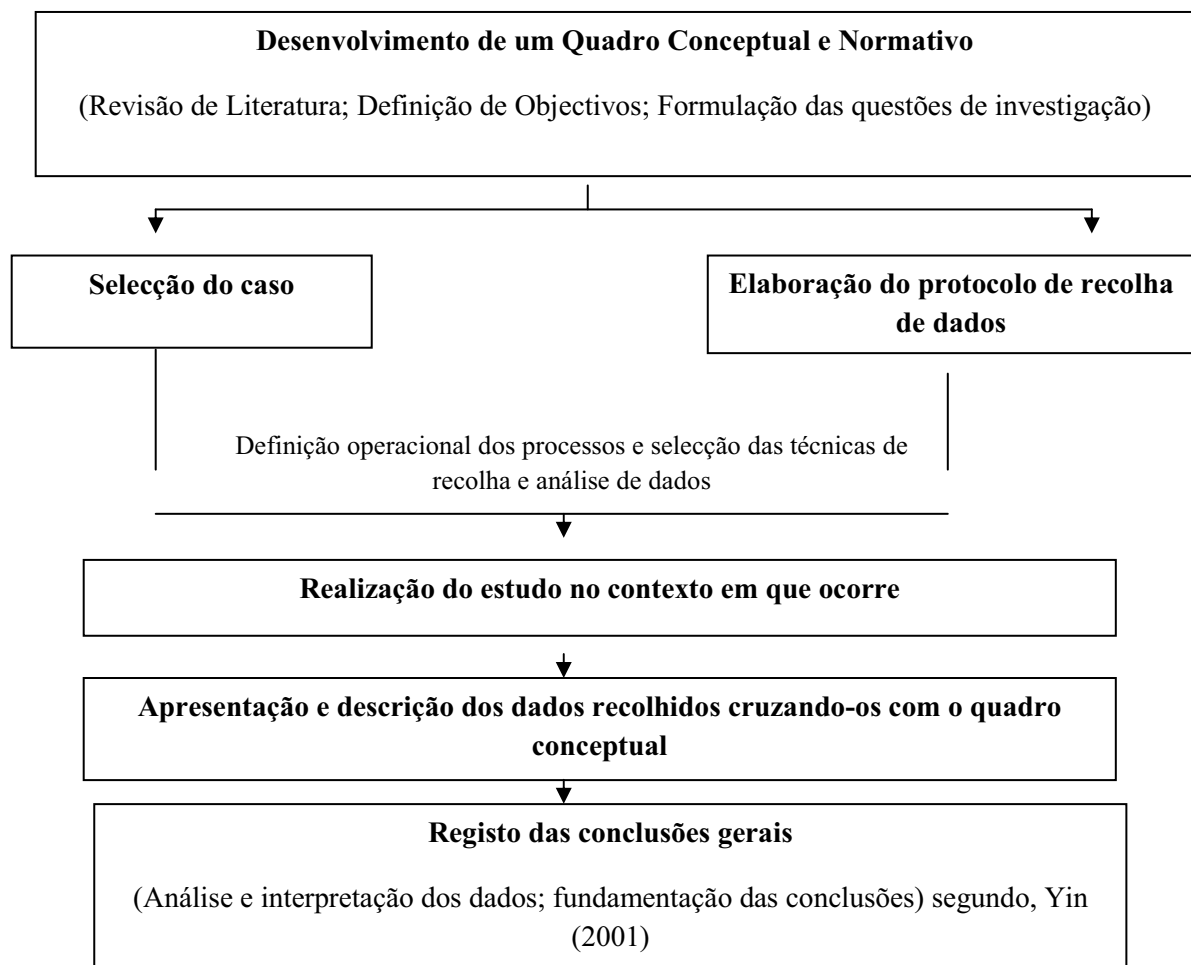 Desenvolvimento de um Quadro Conceptual e Normativo
(Revisão de Literatura; Definição de Objectivos; Formulação das questões de investigação)
Selecção do caso
Elaboração do protocolo de recolha
de dados
Definição operacional dos processos e selecção das técnicas de
recolha e análise de dados
Realização do estudo no contexto em que ocorre
Apresentação e descrição dos dados recolhidos cruzando-os com o quadro
conceptual
Registo das conclusões gerais
(Análise e interpretação dos dados; fundamentação das conclusões) segundo, Yin
(2001)